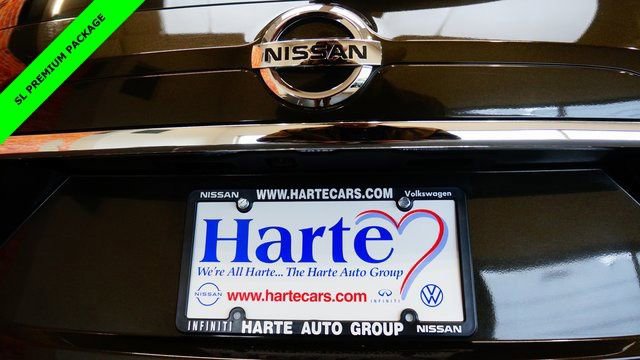 SL PREMIUM PACKAGE
NISSAN
NISSAN WWW.HARTECARS.COM Volkswagen
Harte
We're All Harte... The Harte Auto Group
www.hartecars.com INFINITI
INFINITI HARTE AUTO GROUP NISSAN